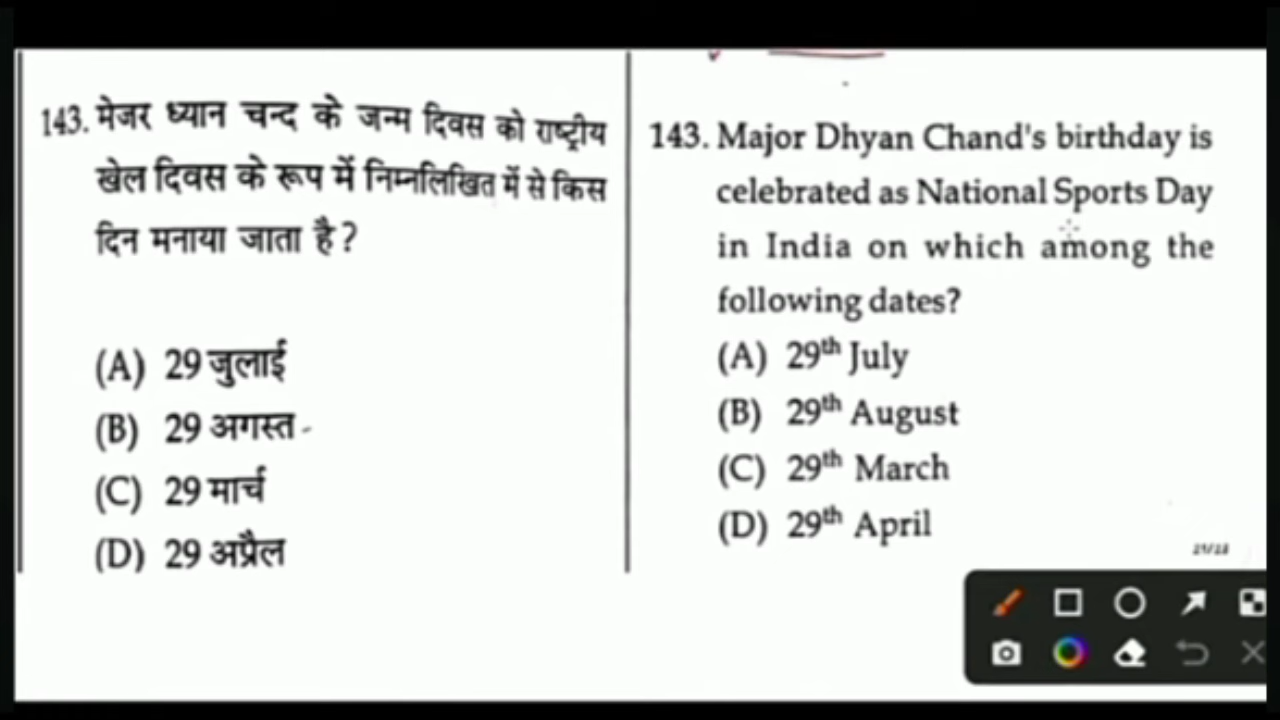 143. मेजर ध्यान चन्द के जन्म दिवस को राष्ट्रीय
खेल दिवस के रूप में निम्नलिखित में से किस
दिन मनाया जाता है ?
(A) 29 जुलाई
(B) 29 अगस्त
(C) 29 मार्च
(D) 29 अप्रैल
143. Major Dhyan Chand's birthday is
celebrated as National Sports Day
in India on which among the
following dates?
(A) 29th July
(B) 29th August
(C) 29th March
(D) 29th April